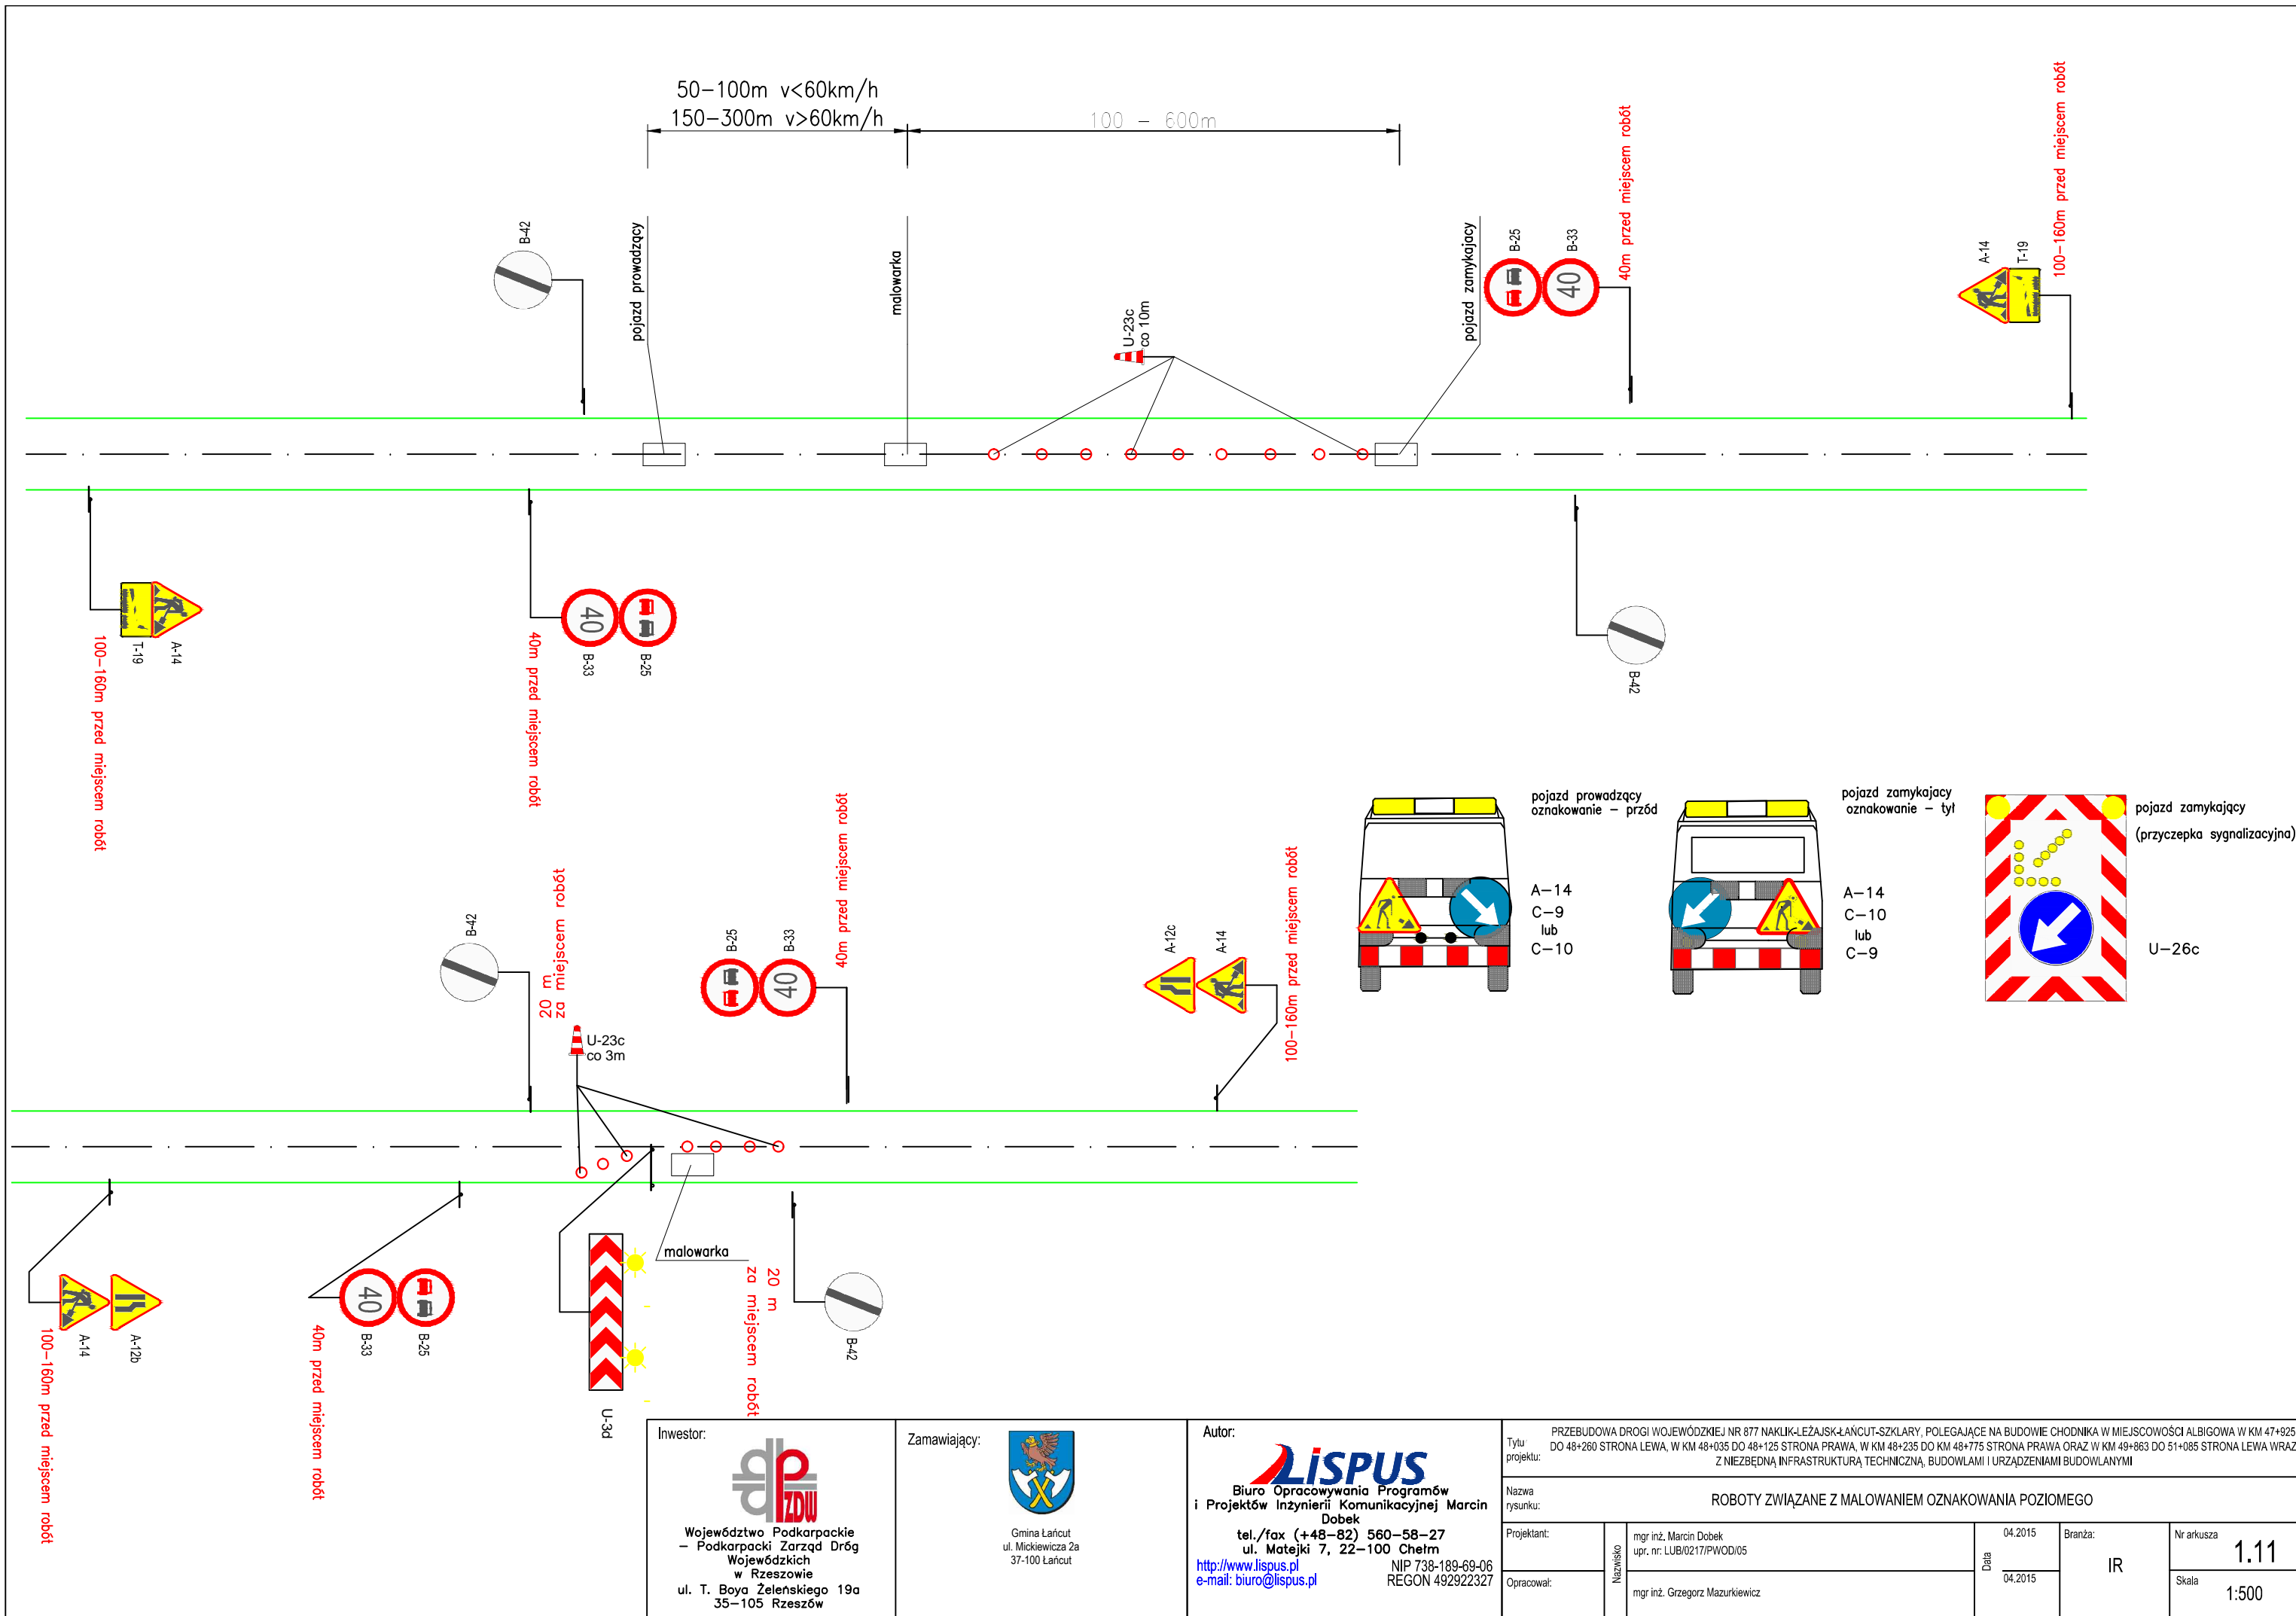 50-100m v<60km/h
150-300m v>60km/h
100 - 600m
B-42
pojazd prowadzący
malowarka
U-23c
co 10m
pojazd zamykajacy
B-25
B-33
40
40m przed miejscem robót
A-14
T-19
100-160m przed miejscem robót
T-19
A-14
100-160m przed miejscem robót
40
B-33
B-25
40m przed miejscem robót
B-42
B-42
20 m
za miejscem robót
U-23c
co 3m
B-25
B-33
40
40m przed miejscem robót
A-12c
A-14
100-160m przed miejscem robót
pojazd prowadzący
oznakowanie - przód
A-14
C-9
lub
C-10
pojazd zamykajacy
oznakowanie - tył
A-14
C-10
lub
C-9
pojazd zamykający
(przyczepka sygnalizacyjna)
U-26c
A-14
A-12b
100-160m przed miejscem robót
40
B-33
B-25
40m przed miejscem robót
U-3d
malowarka
20 m
za miejscem robót
B-42
Inwestor:
PZDW
Województwo Podkarpackie
- Podkarpacki Zarząd Dróg
Wojewódzkich
w Rzeszowie
ul. T. Boya Żeleńskiego 19a
35-105 Rzeszów
Zamawiający:
Gmina Łańcut
ul. Mickiewicza 2a
37-100 Łańcut
Autor:
LiSPUS
Biuro Opracowywania Programów
i Projektów Inżynierii Komunikacyjnej Marcin
Dobek
tel./fax (+48-82) 560-58-27
ul. Matejki 7, 22-100 Chełm
http://www.lispus.pl NIP 738-189-69-06
e-mail: biuro@lispus.pl REGON 492922327
Tytu
projektu:
PRZEBUDOWA DROGI WOJEWÓDZKIEJ NR 877 NAKLIK-LEŻAJSK-ŁAŃCUT-SZKLARY, POLEGAJĄCE NA BUDOWIE CHODNIKA W MIEJSCOWOŚCI ALBIGOWA W KM 47+925
DO 48+260 STRONA LEWA, W KM 48+035 DO 48+125 STRONA PRAWA, W KM 48+235 DO KM 48+775 STRONA PRAWA ORAZ W KM 49+863 DO 51+085 STRONA LEWA WRAZ
Z NIEZBĘDNĄ INFRASTRUKTURĄ TECHNICZNĄ, BUDOWLAMI I URZĄDZENIAMI BUDOWLANYMI
Nazwa
rysunku:
ROBOTY ZWIĄZANE Z MALOWANIEM OZNAKOWANIA POZIOMEGO
Projektant:
Nazwisko
mgr inż. Marcin Dobek
upr. nr: LUB/0217/PWOD/05
Data
04.2015
Branża:
IR
Nr arkusza
1.11
Opracował:
mgr inż. Grzegorz Mazurkiewicz
04.2015
Skala
1:500